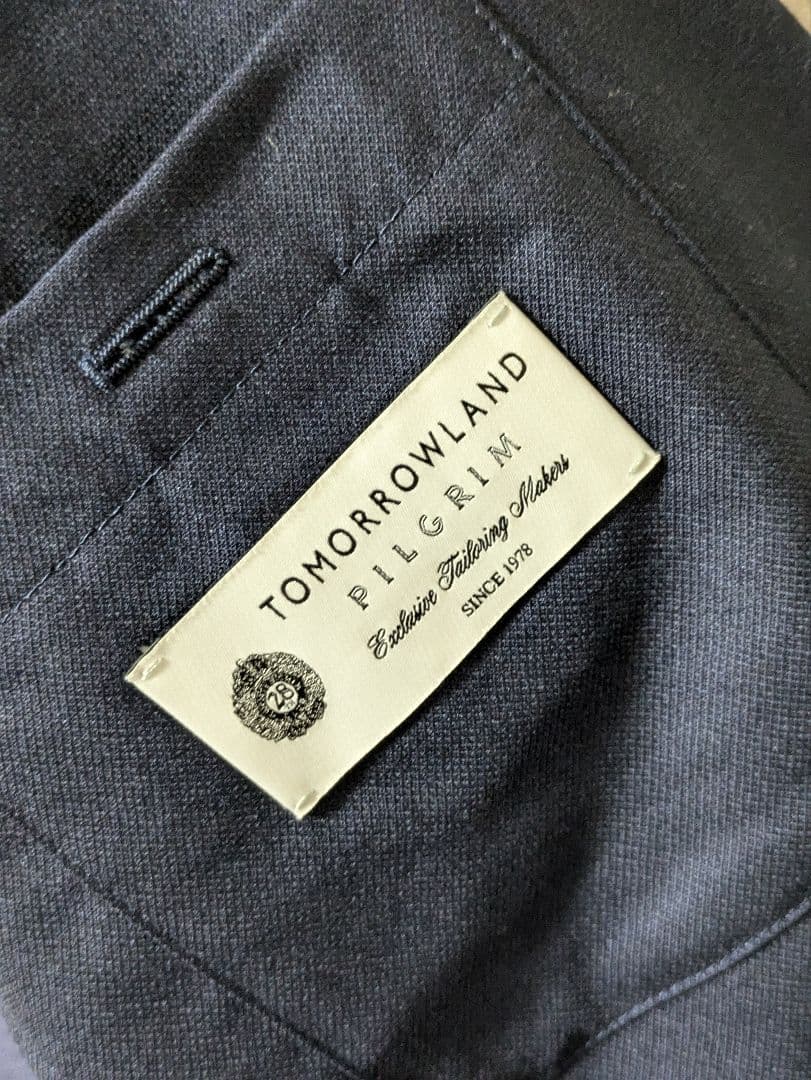 TOMORROWLAND
PILGRIM
Exclusive Tailoring Makers
SINCE 1978
28